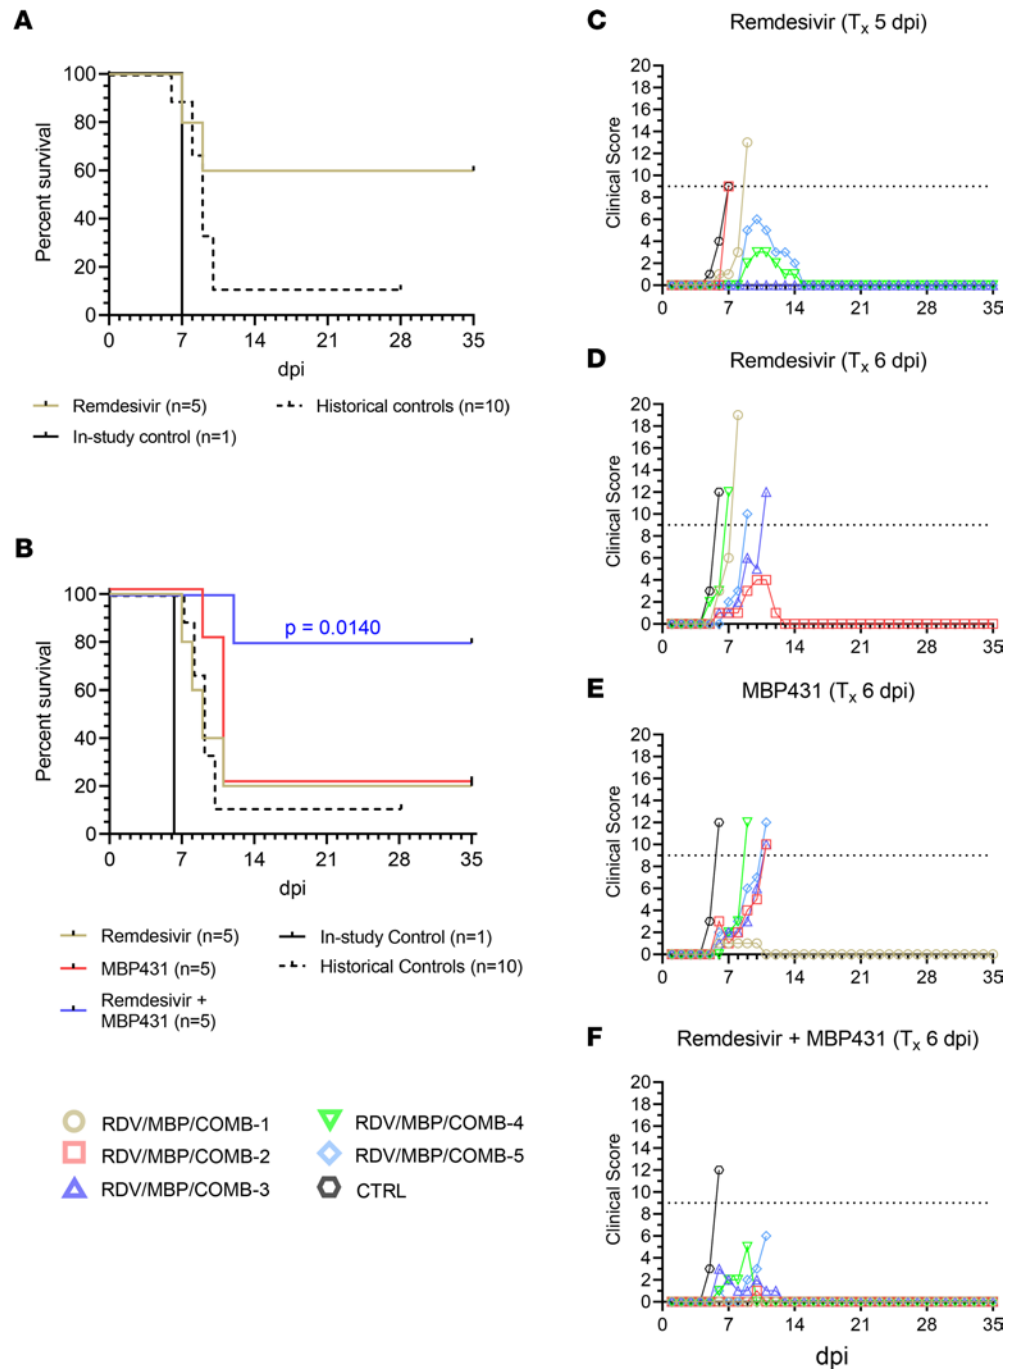 A
Percent survival
100
80
60
40
20
0
0 7 14 21 28 35
dpi
Remdesivir (n=5)
Historical controls (n=10)
In-study control (n=1)
B
Percent survival
100
80
60
40
20
0
p = 0.0140
0 7 14 21 28 35
dpi
Remdesivir (n=5)
In-study Control (n=1)
MBP431 (n=5)
Historical Controls (n=10)
Remdesivir +
MBP431 (n=5)
RDV/MBP/COMB-1
RDV/MBP/COMB-4
RDV/MBP/COMB-2
RDV/MBP/COMB-5
RDV/MBP/COMB-3
CTRL
C
Remdesivir (Tx 5 dpi)
Clinical Score
20
18
16
14
12
10
8
6
4
2
0
0 7 14 21 28 35
D
Remdesivir (Tx 6 dpi)
Clinical Score
20
18
16
14
12
10
8
6
4
2
0
0 7 14 21 28 35
E
MBP431 (Tx 6 dpi)
Clinical Score
20
18
16
14
12
10
8
6
4
2
0
0 7 14 21 28 35
F
Remdesivir + MBP431 (Tx 6 dpi)
Clinical Score
20
18
16
14
12
10
8
6
4
2
0
0 7 14 21 28 35
dpi